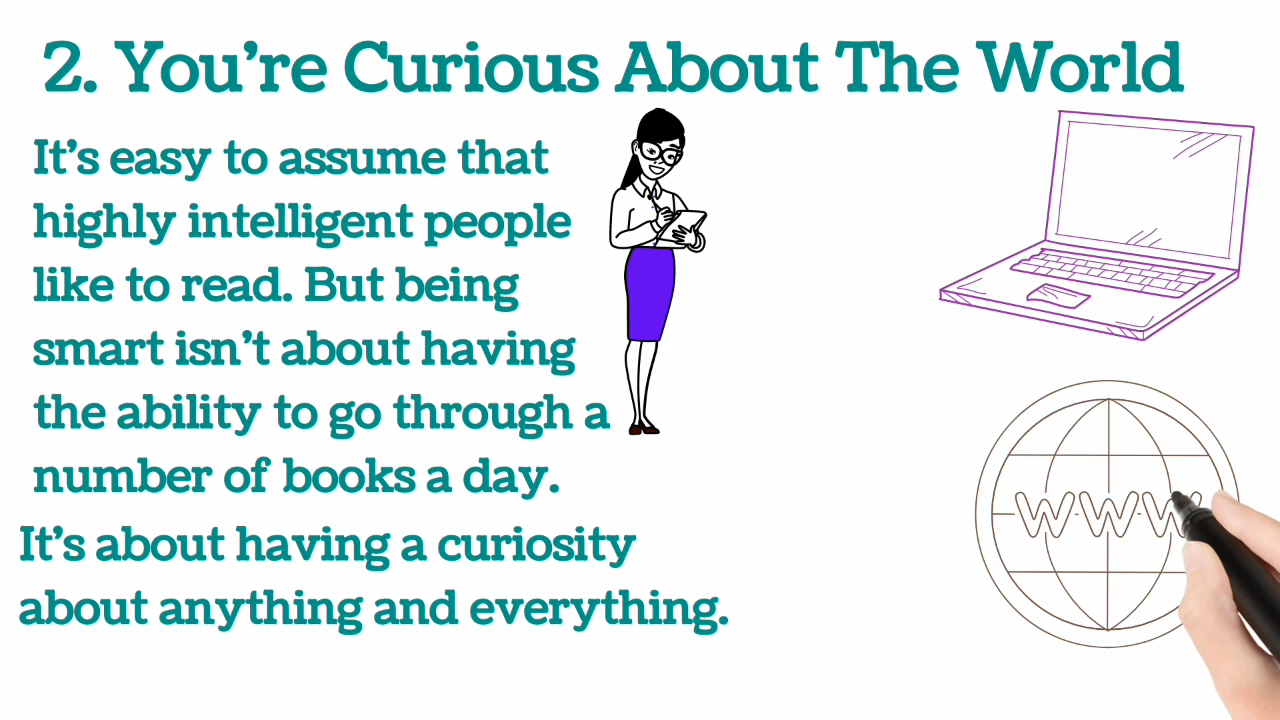 2. You're Curious About The World
It's easy to assume that
highly intelligent people
like to read. But being
smart isn't about having
the ability to go through a
number of books a day.
It's about having a curiosity
about anything and everything.
WWW